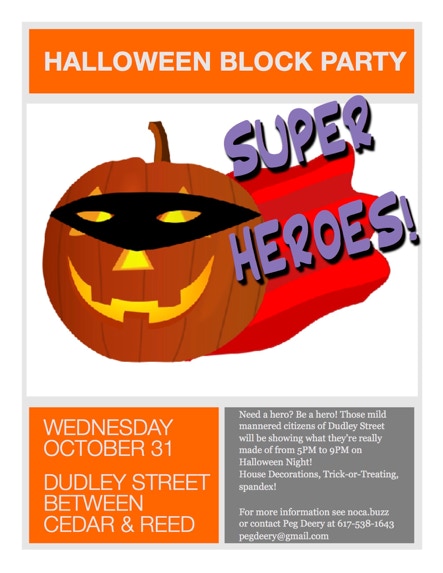 HALLOWEEN BLOCK PARTY
SUPER
HEROES!
WEDNESDAY
OCTOBER 31
DUDLEY STREET
BETWEEN
CEDAR & REED
Need a hero? Be a hero! Those mild
mannered citizens of Dudley Street
will be showing what they're really
made of from 5PM to 9PM on
Halloween Night!
House Decorations, Trick-or-Treating,
spandex!
For more information see noca.buzz
or contact Peg Deery at 617-538-1643
pegdeery@gmail.com